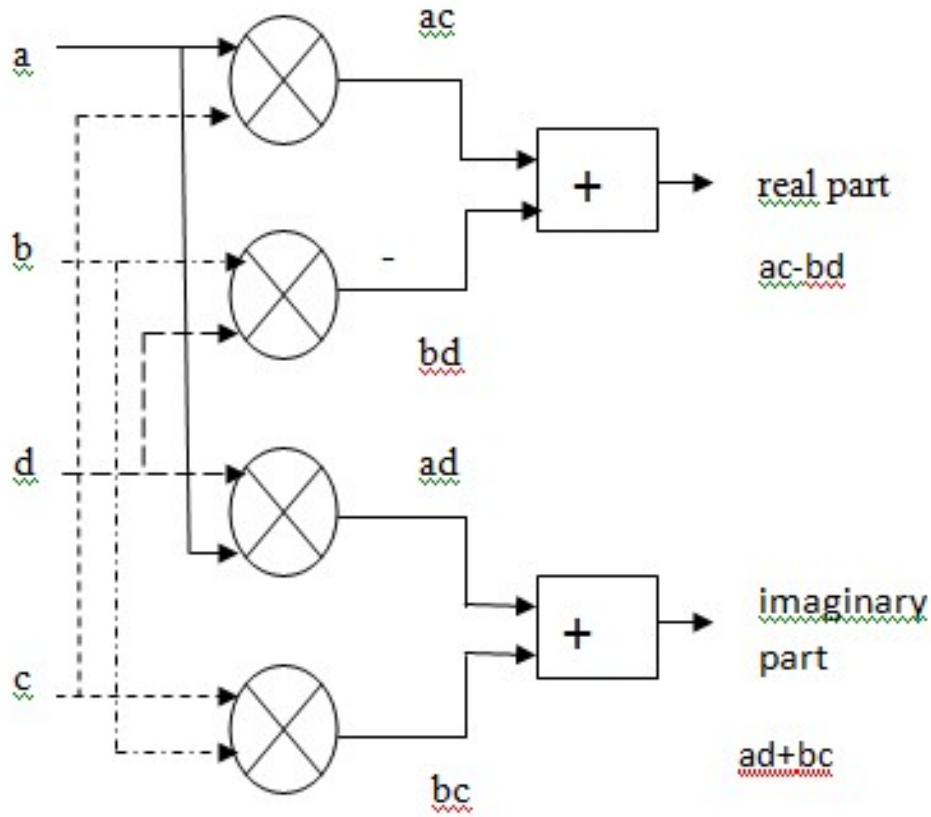 ac
a
+
real part
b
-
ac-bd
bd
d
ad
imaginary
+
part
c
ad+bc
bc